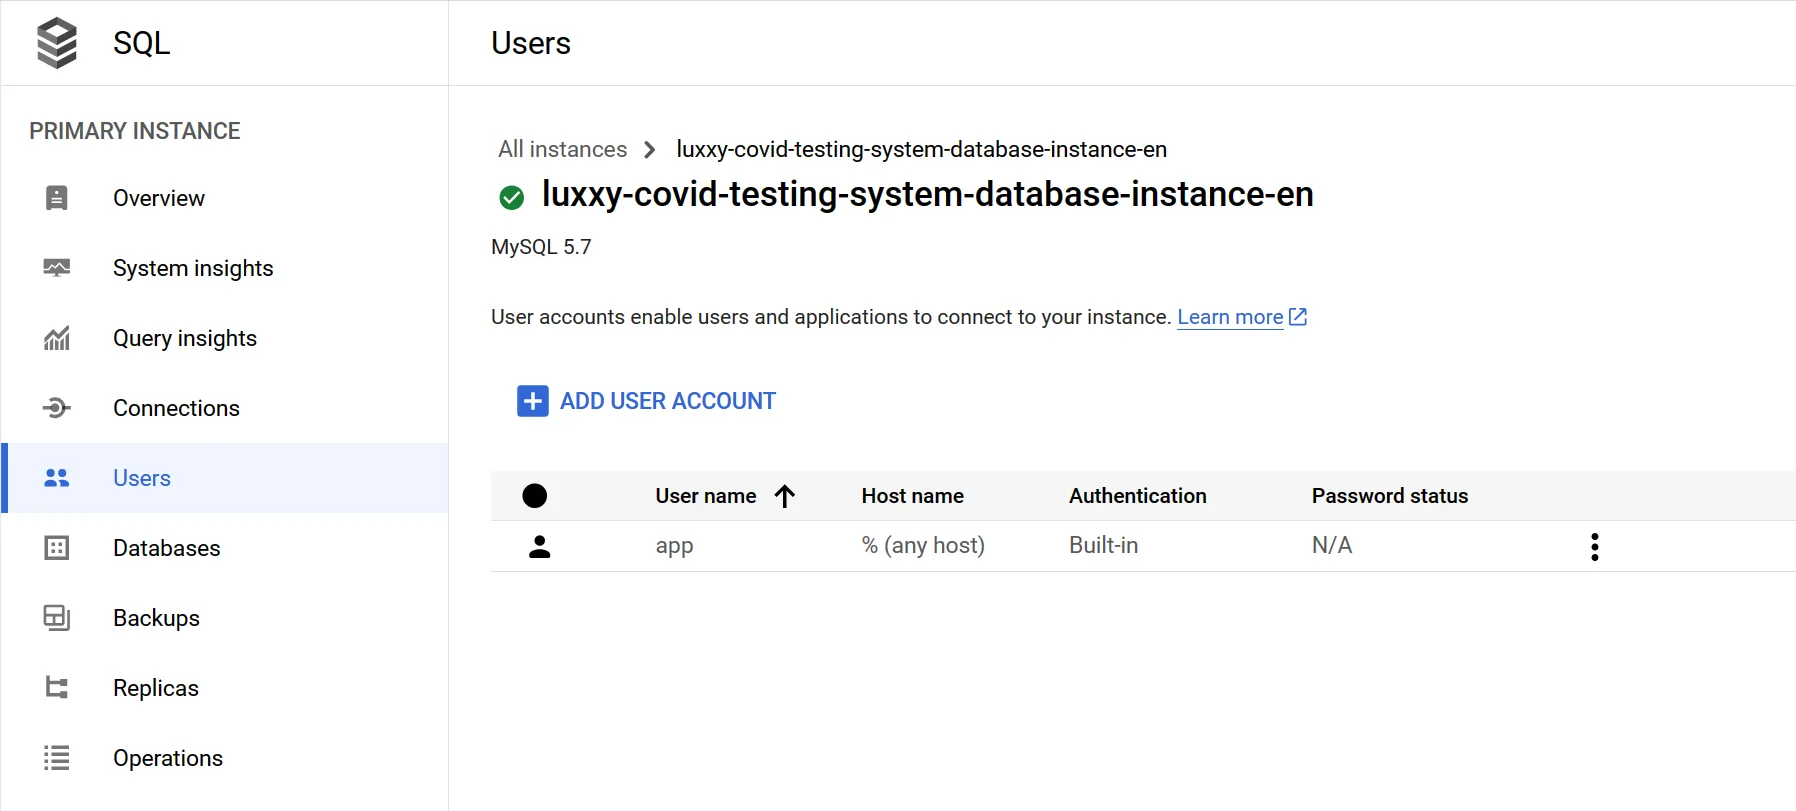 SQL
Users
PRIMARY INSTANCE
Overview
System insights
Query insights
Connections
Users
Databases
Backups
Replicas
Operations
All instances luxxy-covid-testing-system-database-instance-en
luxxy-covid-testing-system-database-instance-en
MySQL 5.7
User accounts enable users and applications to connect to your instance. Learn more
ADD USER ACCOUNT
User name Host name Authentication Password status
app % (any host) Built-in N/A